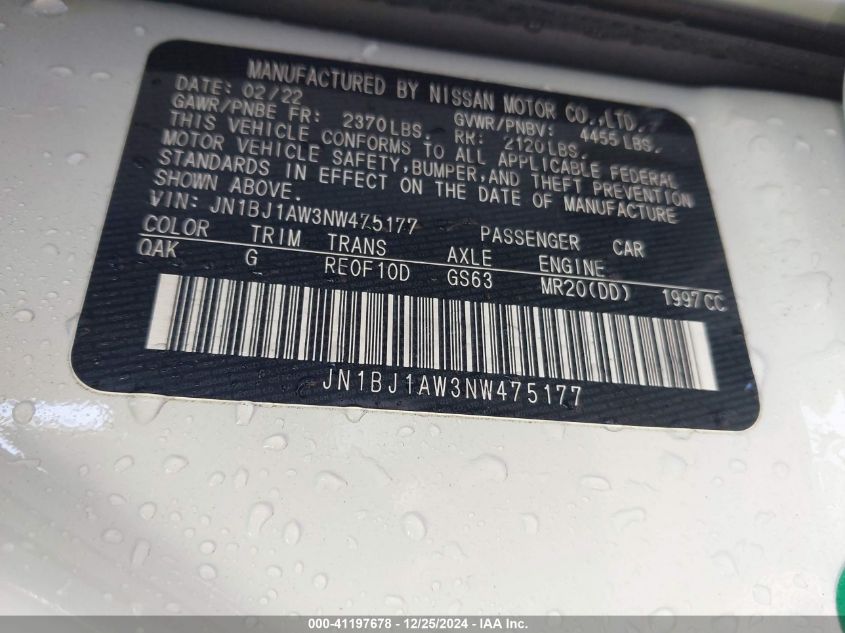 MANUFACTURED BY NISSAN MOTOR CO.,LTD.
DATE: 02/22 GVWR/PNBV: 4455 LBS.
GAWR/PNBE FR: 2370LBS. RR: 2120LBS.
THIS VEHICLE CONFORMS TO ALL APPLICABLE FEDERAL
MOTOR VEHICLE SAFETY,BUMPER,AND THEFT PREVENTION
STANDARDS IN EFFECT ON THE DATE OF MANUFACTURE
SHOWN ABOVE.
VIN: JN1BJ1AW3NW475177 PASSENGER CAR
COLOR TRIM TRANS AXLE ENGINE
QAK G RE0F10D GS63 MR20(DD) 1997CC
JN1BJ1AW3NW475177
000-41197678 - 12/25/2024 - IAA Inc.